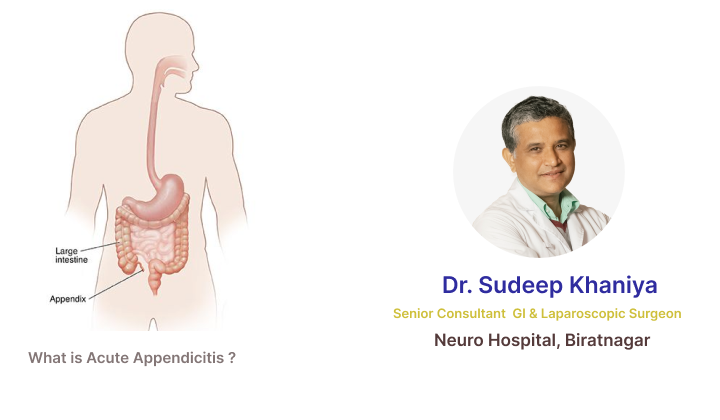 Large
intestine
Appendix
What is Acute Appendicitis ?
Dr. Sudeep Khaniya
Senior Consultant  GI & Laparoscopic Surgeon
Neuro Hospital, Biratnagar